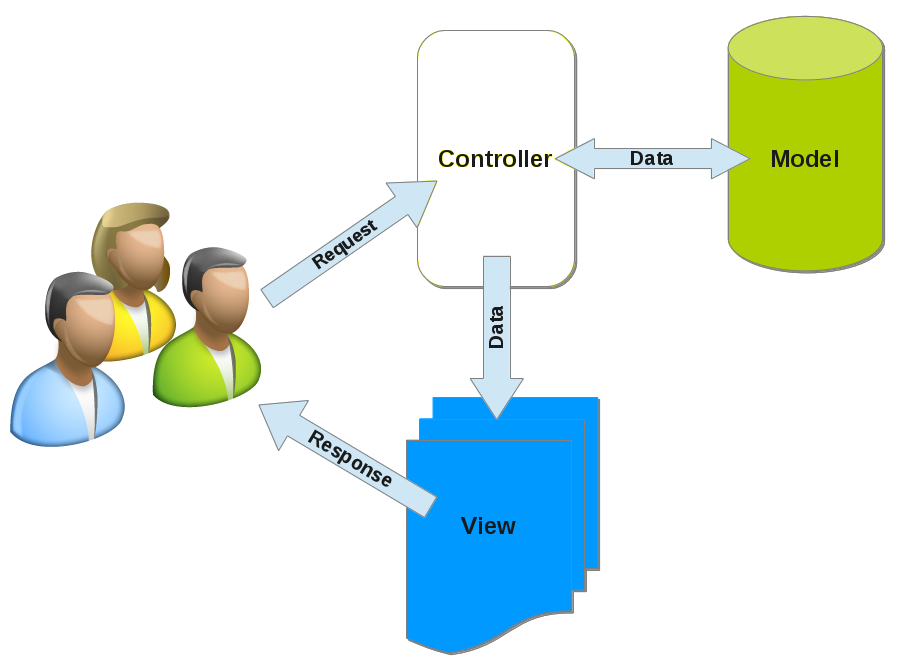 Controller
Data
Model
Request
Data
Response
View